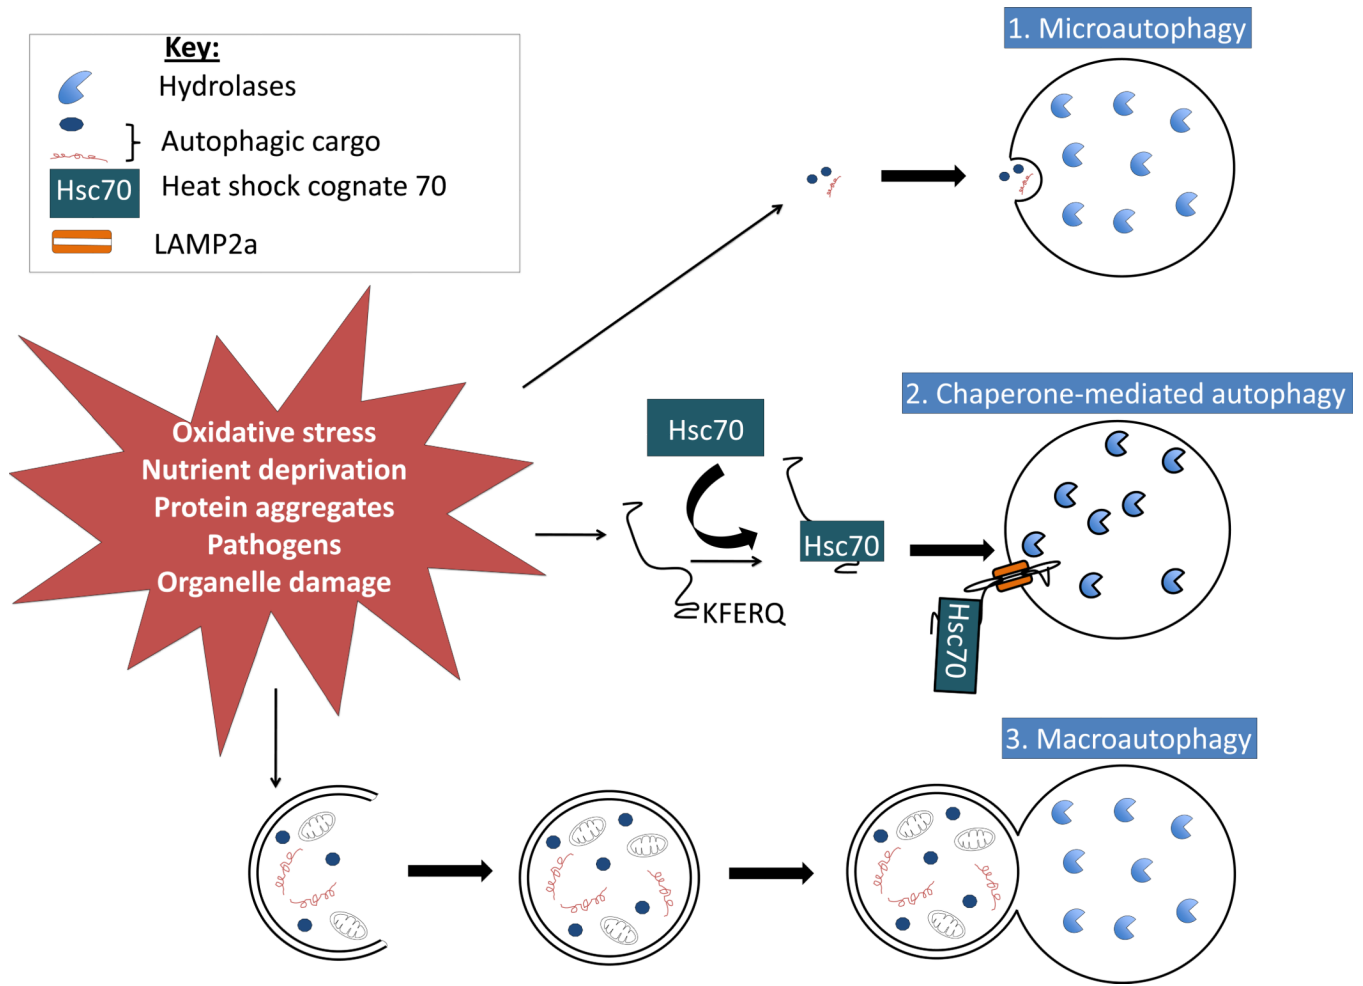 Key:
Hydrolases
Autophagic cargo
Hsc70 Heat shock cognate 70
LAMP2a
1. Microautophagy
Oxidative stress
Nutrient deprivation
Protein aggregates
Pathogens
Organelle damage
Hsc70
KFERQ
Hsc70
2. Chaperone-mediated autophagy
Hsc70
3. Macroautophagy